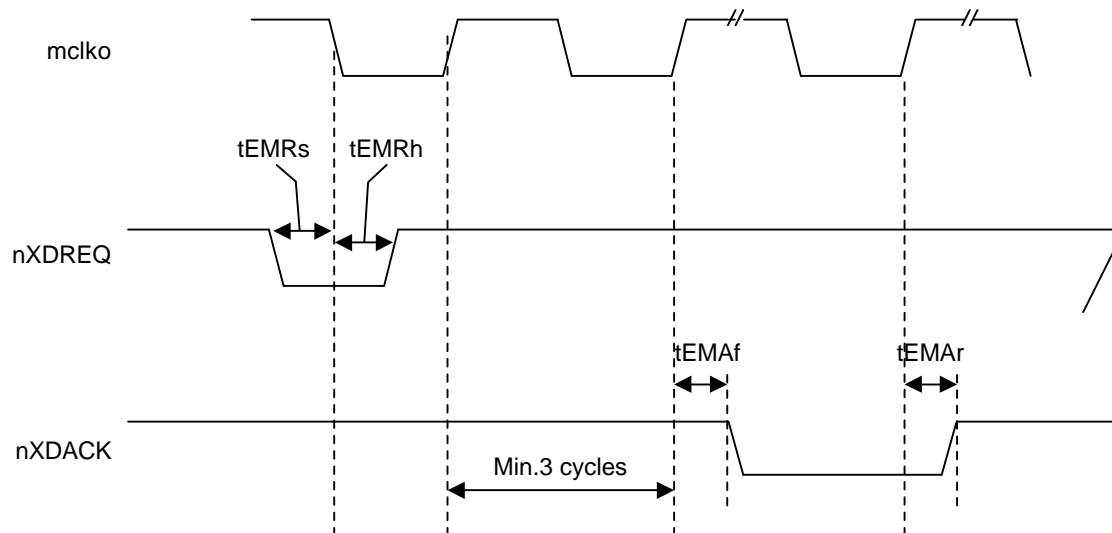 mclko
tEMRs
tEMRh
nXDREQ
tEMAf
tEMAr
nXDACK
Min.3 cycles